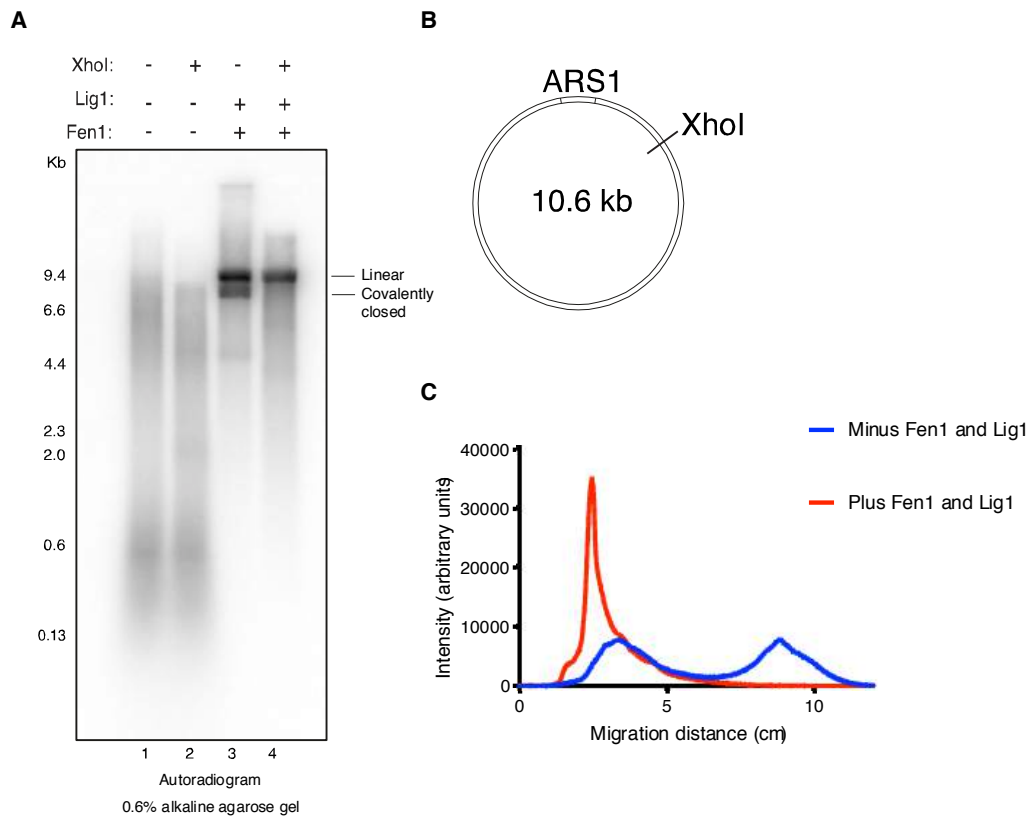 A
XhoI: - + - +
Lig1: - - + +
Fen1: - - + +
Kb
9.4
6.6
4.4
2.3
2.0
0.6
0.13
Linear
Covalently
closed
1 2 3 4
Autoradiogram
0.6% alkaline agarose gel
B
ARS1
XhoI
10.6 kb
C
Minus Fen1 and Lig1
Plus Fen1 and Lig1
Intensity (arbitrary units)
40000
30000
20000
10000
0
0 5 10
Migration distance (cm)